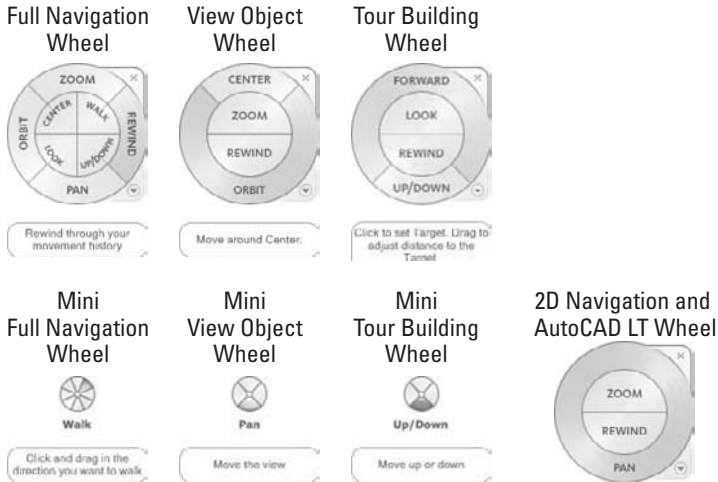 Full Navigation
Wheel
View Object
Wheel
Tour Building
Wheel
ZOOM
CENTER
WALK
ORBIT
REWIND
LOOK
UP/DOWN
PAN
CENTER
ZOOM
REWIND
ORBIT
FORWARD
LOOK
REWIND
UP/DOWN
Rewind through your
movement history
Move around Center.
Click to set Target. Drag to
adjust distance to the
Target
Mini
Full Navigation
Wheel
Mini
View Object
Wheel
Mini
Tour Building
Wheel
2D Navigation and
AutoCAD LT Wheel
Walk
Pan
Up/Down
Click and drag in the
direction you want to walk
Move the view
Move up or down
ZOOM
REWIND
PAN